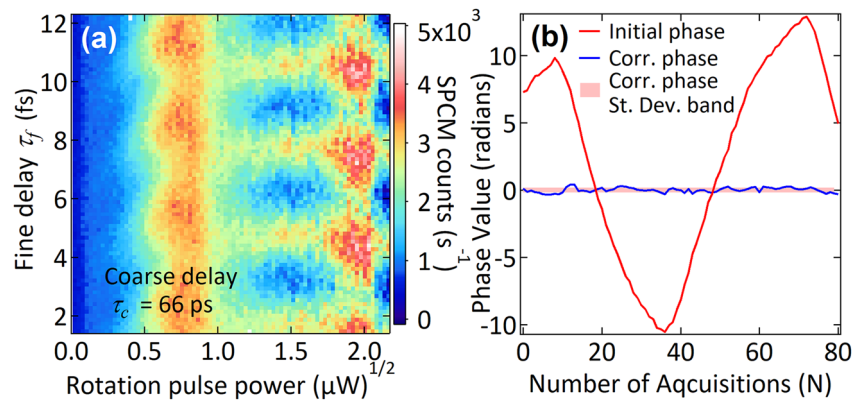 (a)
12
10
8
6
4
2
Fine delay τf (fs)
Coarse delay
τc = 66 ps
0.0
0.5
1.0
1.5
2.0
Rotation pulse power (µW)1/2
5x10³
4
3
2
1
0
SPCM counts (s-1)
(b)
Initial phase
Corr. phase
Corr. phase
St. Dev. band
10
5
0
-5
-10
Phase Value (radians)
0
20
40
60
80
Number of Aqcuisitions (N)